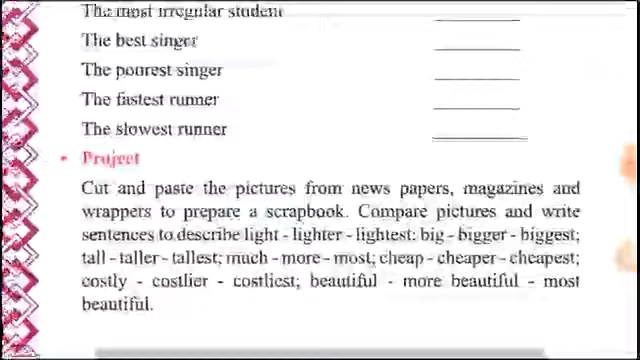 The most irregular student
The best singer
The poorest singer
The fastest runner
The slowest runner
• Project
Cut and paste the pictures from news papers, magazines and
wrappers to prepare a scrapbook. Compare pictures and write
sentences to describe light - lighter - lightest; big - bigger - biggest;
tall - taller - tallest; much - more - most; cheap - cheaper - cheapest;
costly - costlier - costliest; beautiful - more beautiful - most
beautiful.